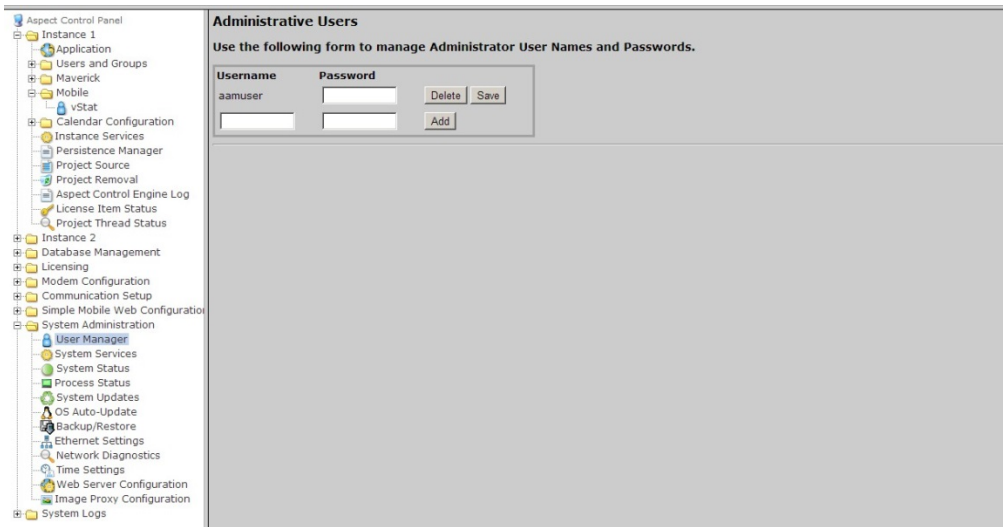 Aspect Control Panel
Instance 1
Application
Users and Groups
Maverick
Mobile
vStat
Calendar Configuration
Instance Services
Persistence Manager
Project Source
Project Removal
Aspect Control Engine Log
License Item Status
Project Thread Status
Instance 2
Database Management
Licensing
Modem Configuration
Communication Setup
Simple Mobile Web Configuration
System Administration
User Manager
System Services
System Status
Process Status
System Updates
OS Auto-Update
Backup/Restore
Ethernet Settings
Network Diagnostics
Time Settings
Web Server Configuration
Image Proxy Configuration
System Logs
Administrative Users
Use the following form to manage Administrator User Names and Passwords.
Username Password
aamuser Delete Save
Add